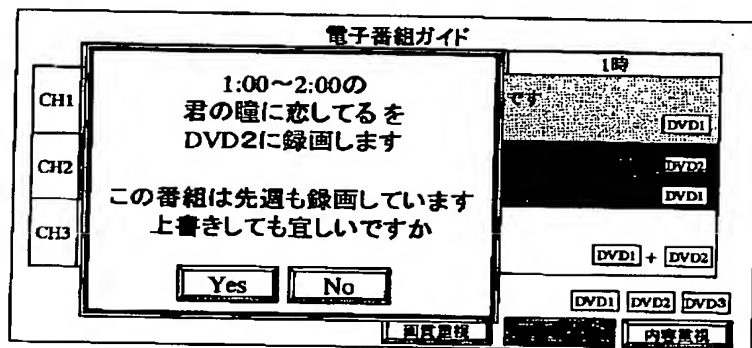 電子番組ガイド
1時
CH1
CH2
CH3
1:00～2:00の
君の瞳に恋してるを
DVD2に録画します
この番組は先週も録画しています
上書きしても宜しいですか
Yes No
です
DVD1
DVD2
DVD1
DVD1 + DVD2
DVD1 DVD2 DVD3
画質重視
内容重視